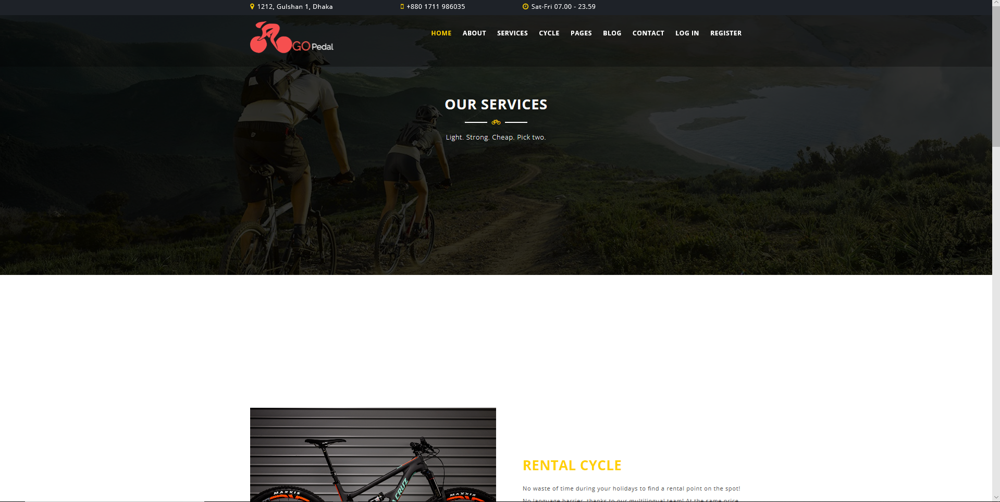 1212, Gulshan 1, Dhaka
+880 1711 986035
Sat-Fri 07.00 - 23.59
GO Pedal
HOME ABOUT SERVICES CYCLE PAGES BLOG CONTACT LOG IN REGISTER
OUR SERVICES
Light. Strong. Cheap. Pick two.
RENTAL CYCLE
No waste of time during your holidays to find a rental point on the spot!
No language barrier, thanks to our multilingual team! At the same price
MAXXIS
CRUZ
MAXXIS